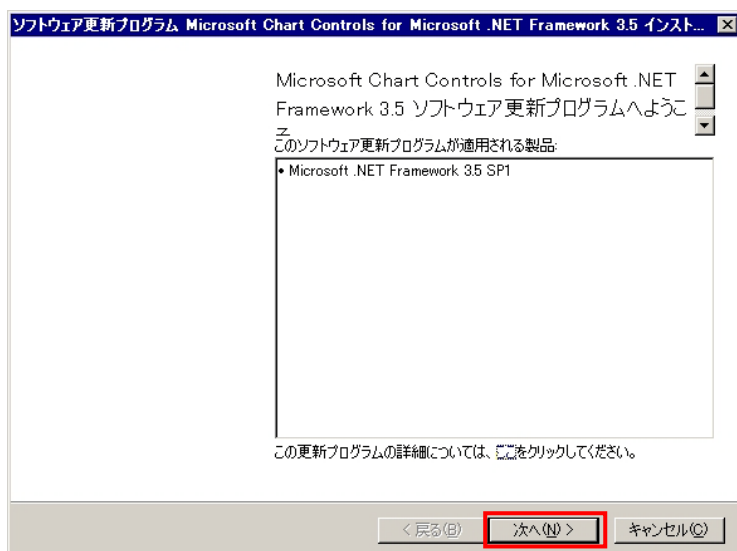 ソフトウェア更新プログラム Microsoft Chart Controls for Microsoft .NET Framework 3.5 インスト...
Microsoft Chart Controls for Microsoft .NET
Framework 3.5 ソフトウェア更新プログラムへようこ
そ
このソフトウェア更新プログラムが適用される製品:
• Microsoft .NET Framework 3.5 SP1
この更新プログラムの詳細については、ここをクリックしてください。
< 戻る(B)
次へ(N) >
キャンセル(C)